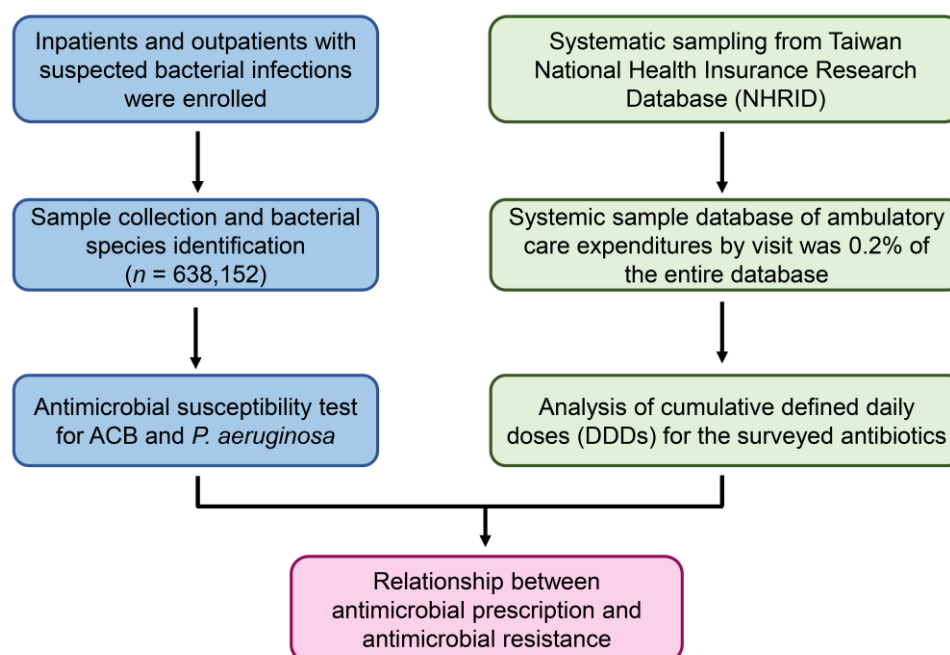 Inpatients and outpatients with
suspected bacterial infections
were enrolled
Systematic sampling from Taiwan
National Health Insurance Research
Database (NHRID)
Sample collection and bacterial
species identification
(n = 638,152)
Systemic sample database of ambulatory
care expenditures by visit was 0.2% of
the entire database
Antimicrobial susceptibility test
for ACB and P. aeruginosa
Analysis of cumulative defined daily
doses (DDDs) for the surveyed antibiotics
Relationship between
antimicrobial prescription and
antimicrobial resistance